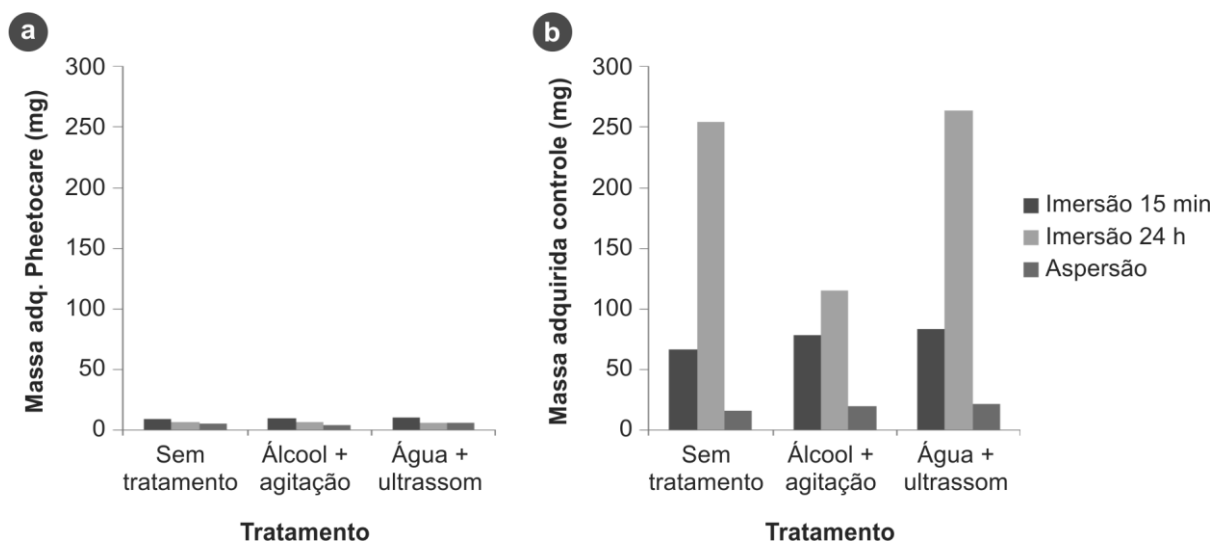 a
Massa adq. Pheetocare (mg)
300
250
200
150
100
50
0
Sem
tratamento
Álcool +
agitação
Água +
ultrassom
Tratamento
b
Massa adquirida controle (mg)
300
250
200
150
100
50
0
Sem
tratamento
Álcool +
agitação
Água +
ultrassom
Tratamento
Imersão 15 min
Imersão 24 h
Aspersão